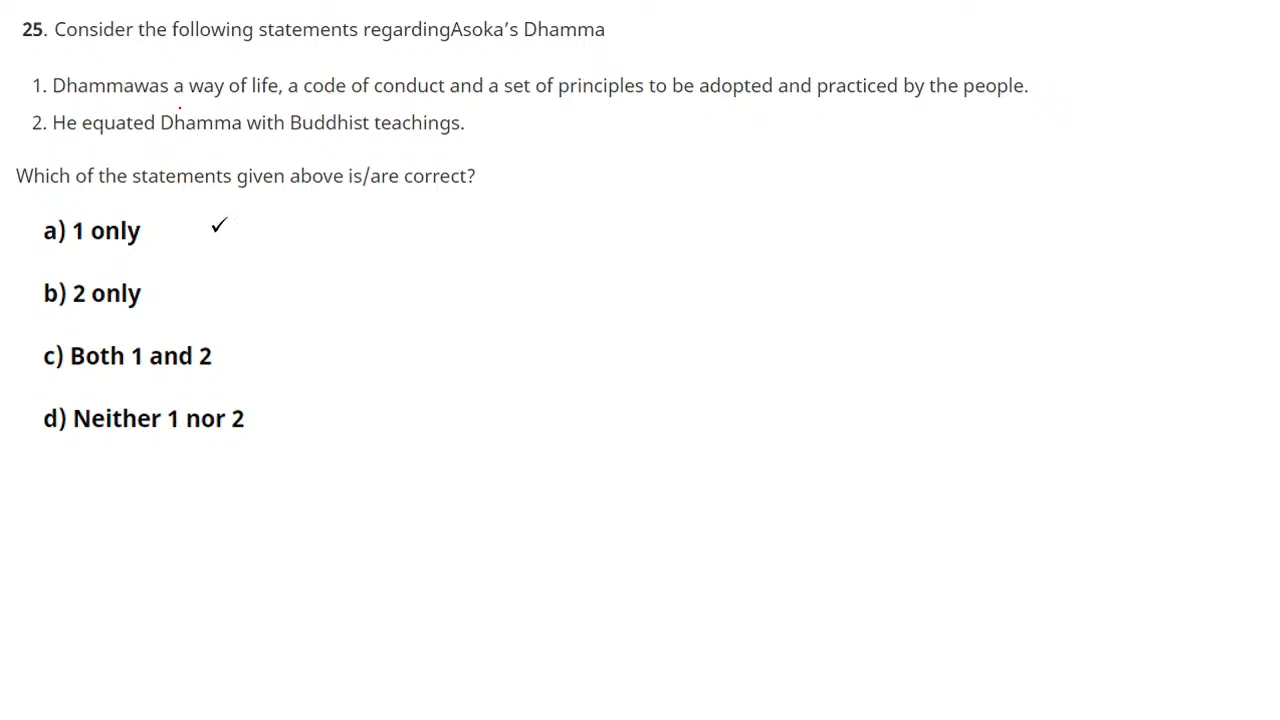 25. Consider the following statements regardingAsoka’s Dhamma
1. Dhammawas a way of life, a code of conduct and a set of principles to be adopted and practiced by the people.
2. He equated Dhamma with Buddhist teachings.
Which of the statements given above is/are correct?
a) 1 only ✓
b) 2 only
c) Both 1 and 2
d) Neither 1 nor 2